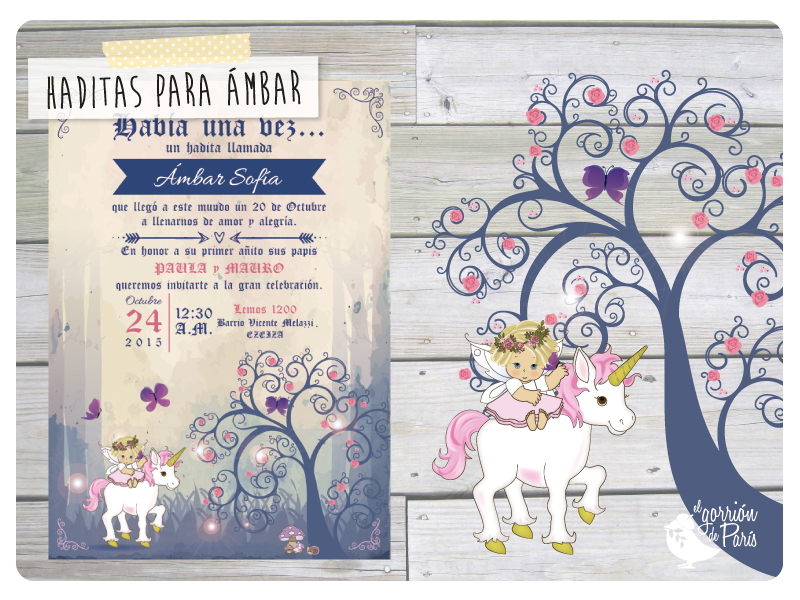 HADITAS PARA ÁMBAR
Había una vez...
un hadita llamada
Ámbar Sofía
que llegó a este mundo un 20 de Octubre
a llenarnos de amor y alegría.
En honor a su primer añito sus papis
PAULA y MAURO
queremos invitarte a la gran celebración.
Octubre
24
2015
12:30
A.M.
Lemos 1200
Barrio Vicente Melazzi.
EZEIZA
el gorrión
de París